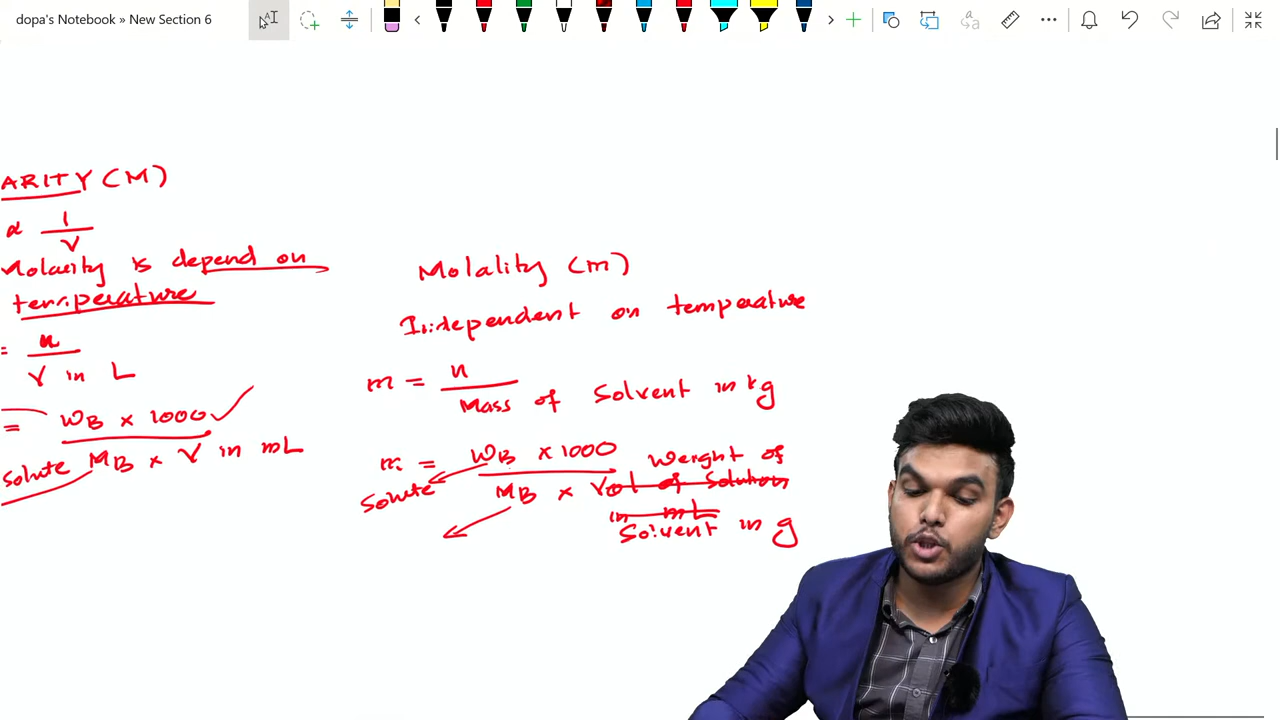 dopa's Notebook » New Section 6
ARITY (M)
α 1/V
Molarity is depend on
temperature
= n / V in L
= WB × 1000 / MB × V in mL
Solute
Molality (m)
Independent on temperature
m = n / Mass of Solvent in kg
m = WB × 1000 / MB × Vol of Solution in mL
Weight of
Solvent in g
Solute